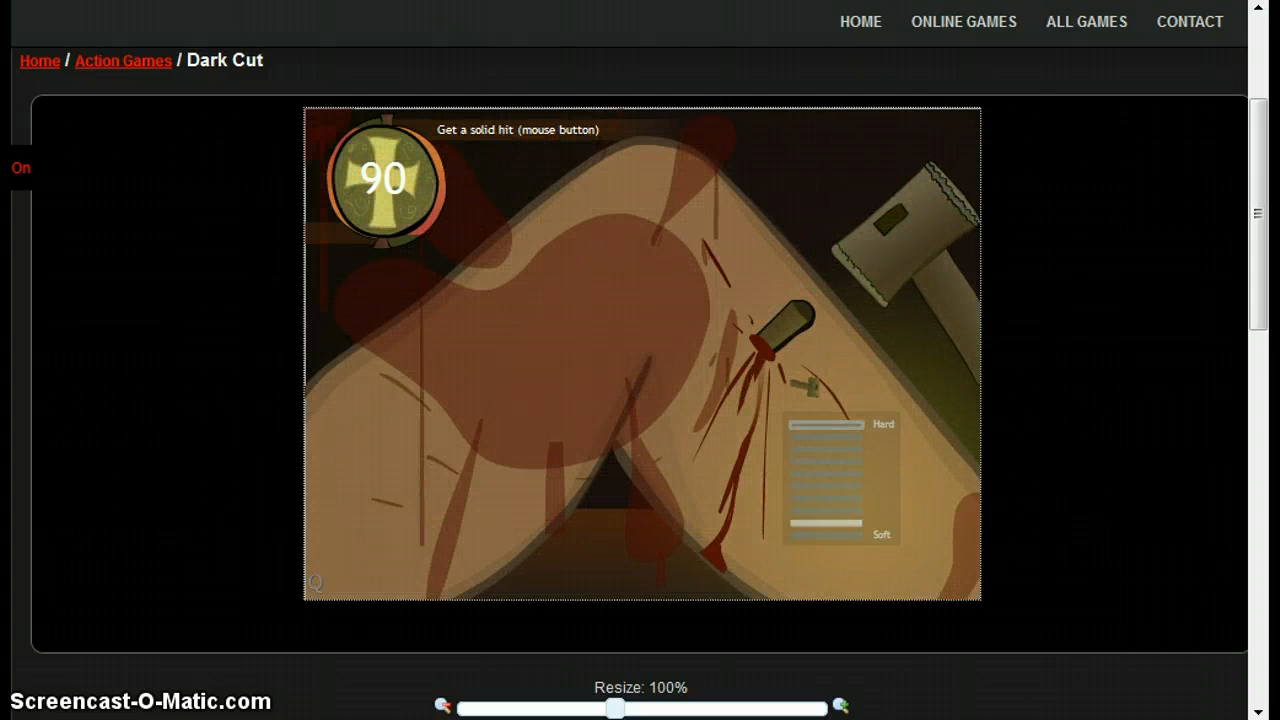 HOME ONLINE GAMES ALL GAMES CONTACT
Home / Action Games / Dark Cut
On
Get a solid hit (mouse button)
90
Hard
Soft
Q
Resize: 100%
Screencast-O-Matic.com